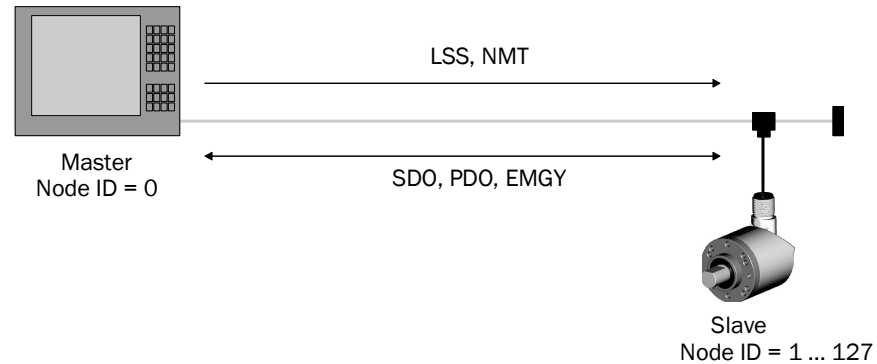 LSS, NMT
Master
Node ID = 0
SDO, PDO, EMGY
Slave
Node ID = 1 ... 127